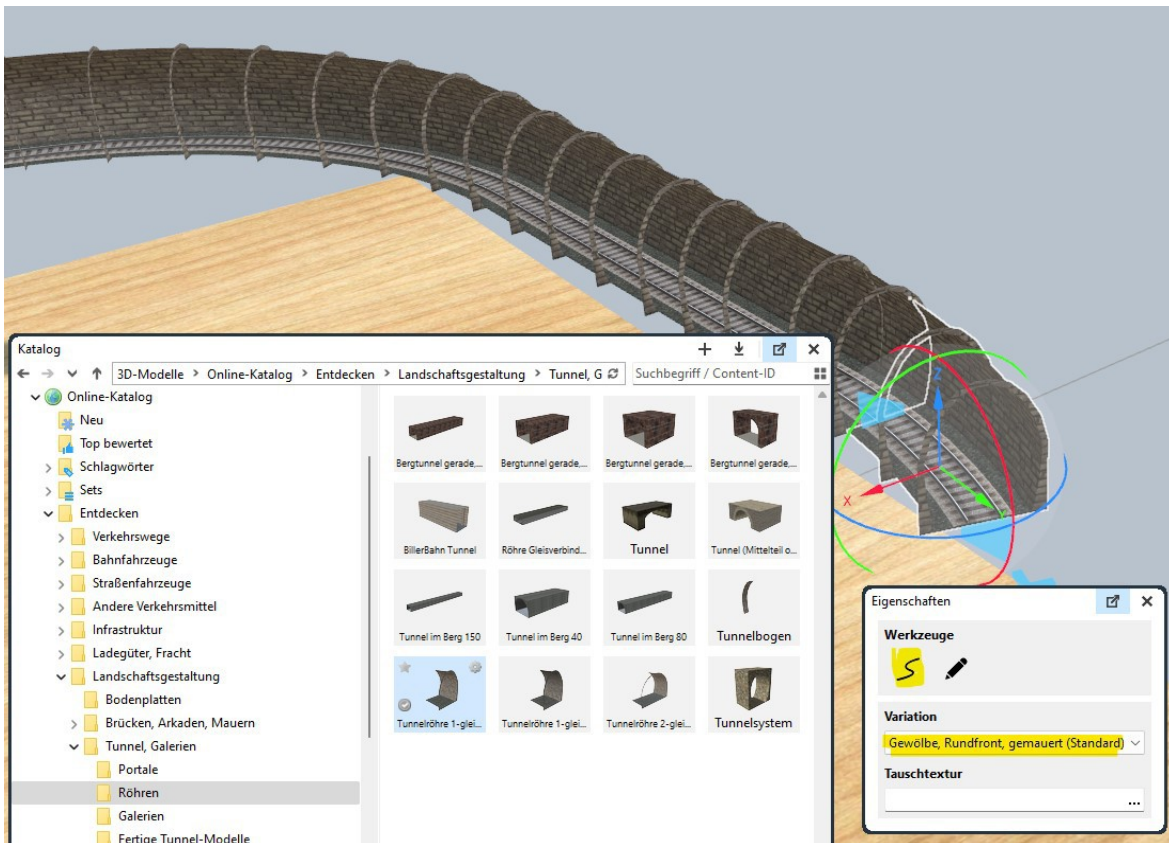 Z
X
Y
Katalog
3D-Modelle > Online-Katalog > Entdecken > Landschaftsgestaltung > Tunnel, G
Suchbegriff / Content-ID
Online-Katalog
Neu
Top bewertet
Schlagwörter
Sets
Entdecken
Verkehrswege
Bahnfahrzeuge
Straßenfahrzeuge
Andere Verkehrsmittel
Infrastruktur
Ladegüter, Fracht
Landschaftsgestaltung
Bodenplatten
Brücken, Arkaden, Mauern
Tunnel, Galerien
Portale
Röhren
Galerien
Fertige Tunnel-Modelle
Bergtunnel gerade,... Bergtunnel gerade,... Bergtunnel gerade,... Bergtunnel gerade,...
BillerBahn Tunnel Röhre Gleisverbind... Tunnel Tunnel (Mittelteil o...
Tunnel im Berg 150 Tunnel im Berg 40 Tunnel im Berg 80 Tunnelbogen
Tunnelröhre 1-glei... Tunnelröhre 1-glei... Tunnelröhre 2-glei... Tunnelsystem
Eigenschaften
Werkzeuge
Variation
Gewölbe, Rundfront, gemauert (Standard)
Tauschtextur
...